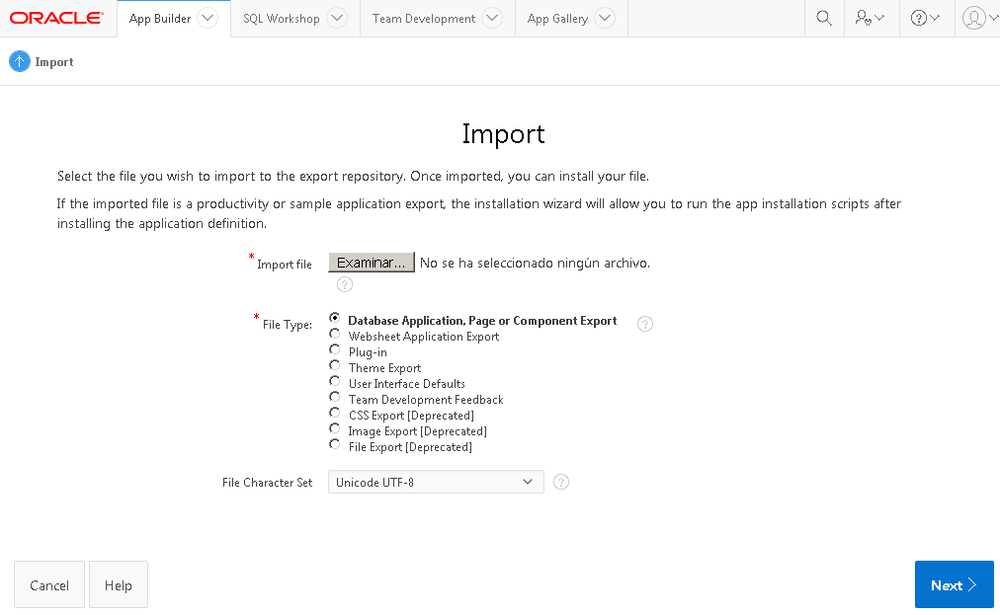 ORACLE
App Builder
SQL Workshop
Team Development
App Gallery
Import
Import
Select the file you wish to import to the export repository. Once imported, you can install your file.
If the imported file is a productivity or sample application export, the installation wizard will allow you to run the app installation scripts after
installing the application definition.
* Import file Examinar... No se ha seleccionado ningún archivo.
?
* File Type: Database Application, Page or Component Export ?
Websheet Application Export
Plug-in
Theme Export
User Interface Defaults
Team Development Feedback
CSS Export [Deprecated]
Image Export [Deprecated]
File Export [Deprecated]
File Character Set Unicode UTF-8 ?
Cancel
Help
Next